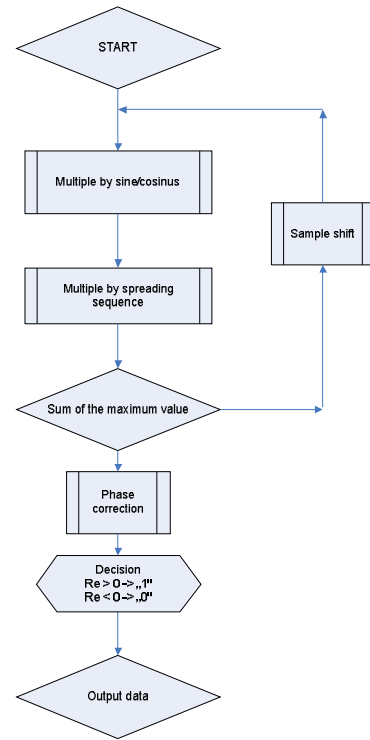 START
Multiple by sine/cosinus
Sample shift
Multiple by spreading
sequence
Sum of the maximum value
Phase
correction
Decision
Re > 0 -> „1"
Re < 0 -> „0"
Output data